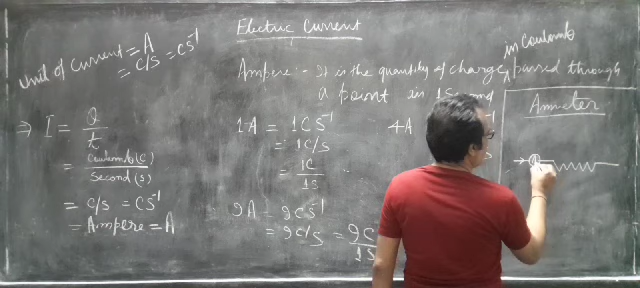 Electric Current
Unit of Current = A
= C/s = CS⁻¹
in Coulomb
Ampere :- It is the quantity of charge ∧ passed through
a point in 1 Second
⇒ I = Q/t
= Coulomb (C)/Second (S)
= C/s = CS⁻¹
= Ampere = A
1A = 1CS⁻¹
= 1C/s
= 1C/1S
9A = 9CS⁻¹
= 9C/s = 9C/1S
4A
Ammeter